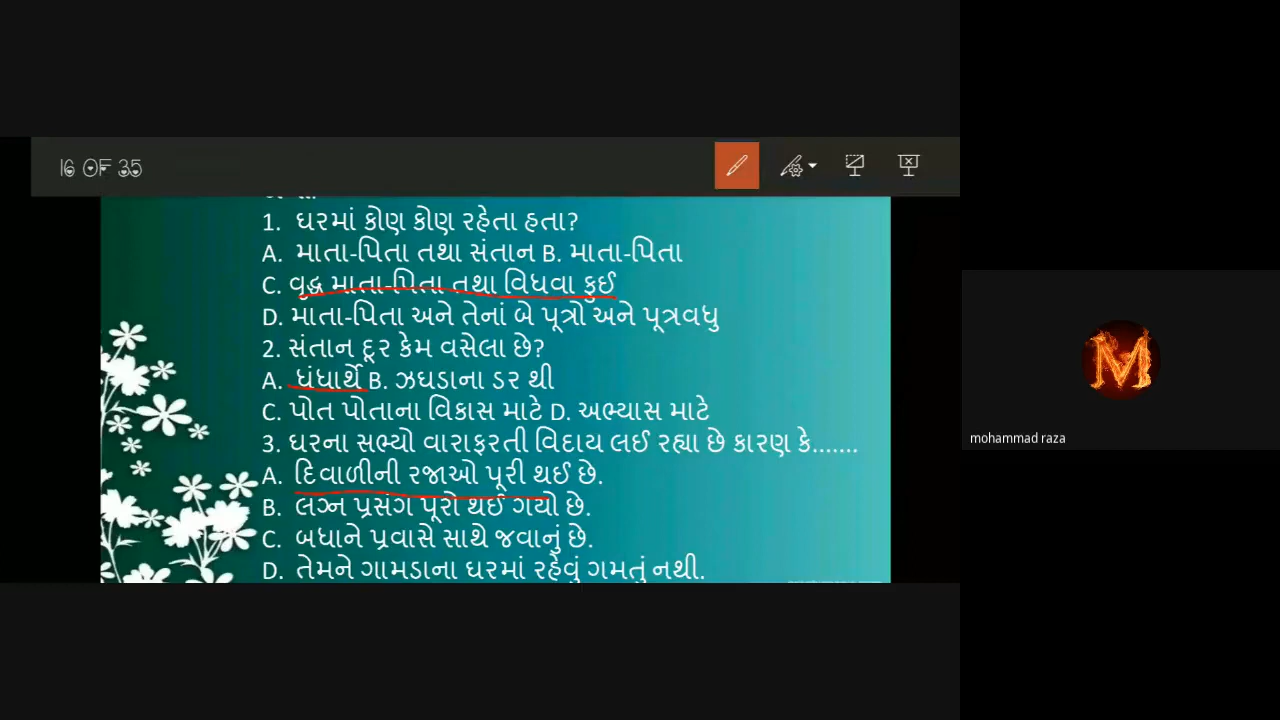 16 OF 35
1. ઘરમાં કોણ કોણ રહેતા હતા?
A. માતા-પિતા તથા સંતાન B. માતા-પિતા
C. વૃદ્ધ માતા-પિતા તથા વિધવા કુઈ
D. માતા-પિતા અને તેનાં બે પૂત્રો અને પૂત્રવધુ
2. સંતાન દૂર કેમ વસેલા છે?
A. ધંધાર્થે B. ઝઘડાના ડર થી
C. પોત પોતાના વિકાસ માટે D. અભ્યાસ માટે
3. ઘરના સભ્યો વારાફરતી વિદાય લઈ રહ્યા છે કારણ કે.......
A. દિવાળીની રજાઓ પૂરી થઈ છે.
B. લગ્ન પ્રસંગ પૂરો થઈ ગયો છે.
C. બધાને પ્રવાસે સાથે જવાનું છે.
D. તેમને ગામડાના ઘરમાં રહેવું ગમતું નથી.
mohammad raza